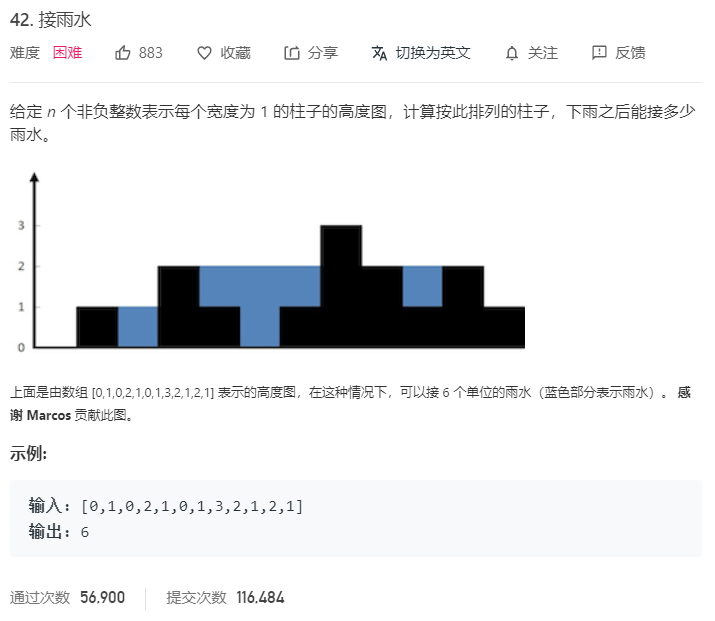 42. 接雨水
难度 困难 883 收藏 分享 切换为英文 关注 反馈
给定 n 个非负整数表示每个宽度为 1 的柱子的高度图，计算按此排列的柱子，下雨之后能接多少
雨水。
3
2
1
0
上面是由数组 [0,1,0,2,1,0,1,3,2,1,2,1] 表示的高度图，在这种情况下，可以接 6 个单位的雨水（蓝色部分表示雨水）。 感
谢 Marcos 贡献此图。
示例:
输入: [0,1,0,2,1,0,1,3,2,1,2,1]
输出: 6
通过次数 56,900 提交次数 116,484